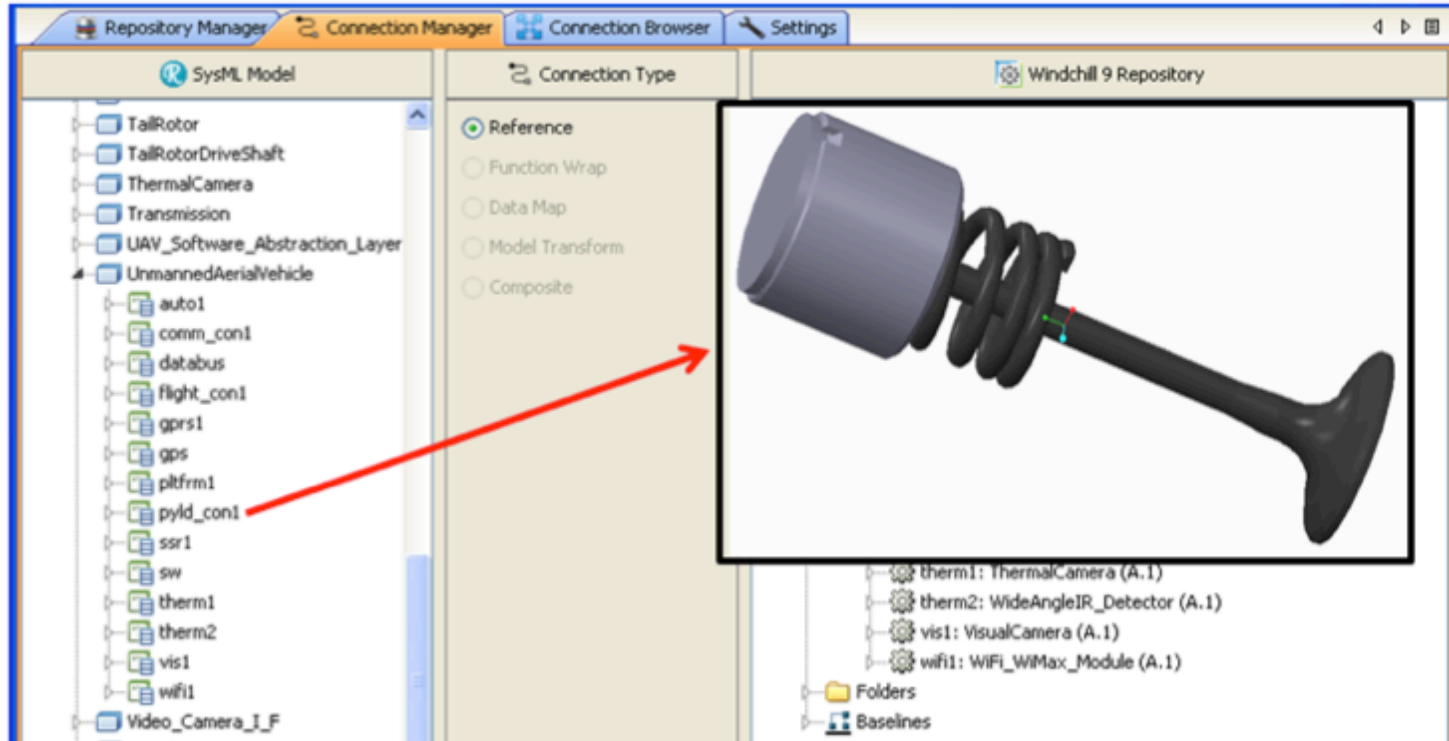 Repository Manager
Connection Manager
Connection Browser
Settings
SysML Model
Connection Type
Windchill 9 Repository
TailRotor
TailRotorDriveShaft
ThermalCamera
Transmission
UAV_Software_Abstraction_Layer
UnmannedAerialVehicle
auto1
comm_con1
databus
flight_con1
gprs1
gps
pltfrm1
pyld_con1
ssr1
sw
therm1
therm2
vis1
wifi1
Video_Camera_I_F
Reference
Function Wrap
Data Map
Model Transform
Composite
therm1: ThermalCamera (A.1)
therm2: WideAngleIR_Detector (A.1)
vis1: VisualCamera (A.1)
wifi1: WiFi_WiMax_Module (A.1)
Folders
Baselines